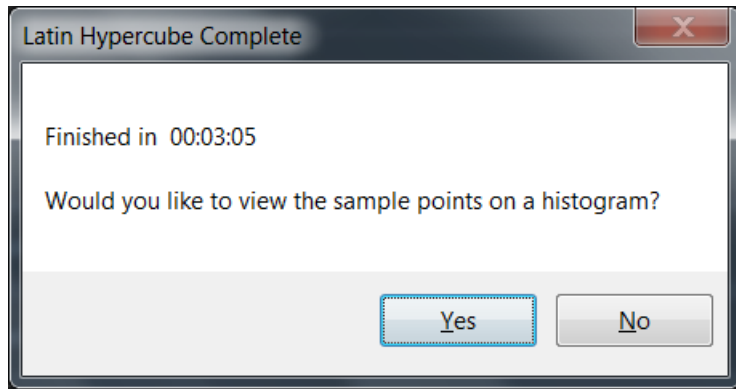 Latin Hypercube Complete
Finished in  00:03:05
Would you like to view the sample points on a histogram?
Yes
No